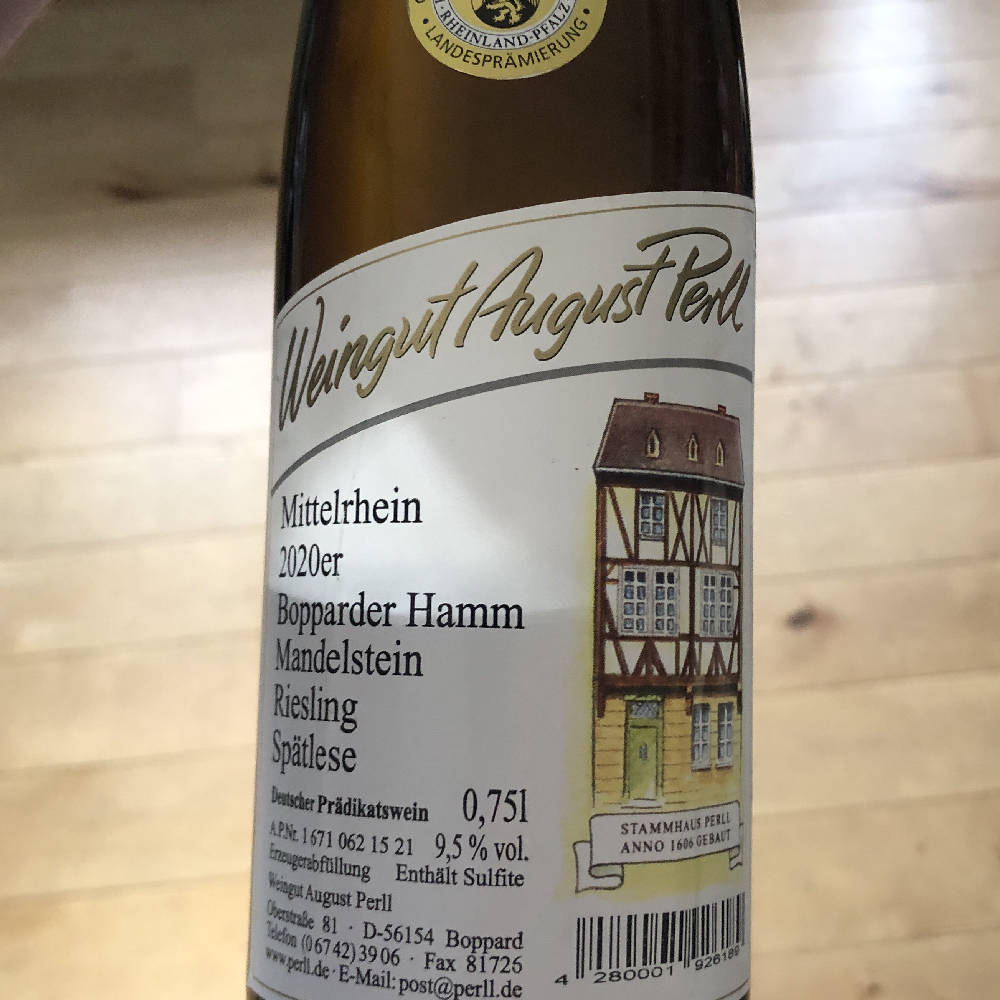 RHEINLAND-PFALZ
• LANDESPRÄMIERUNG •
Weingut August Perll
Mittelrhein
2020er
Bopparder Hamm
Mandelstein
Riesling
Spätlese
Deutscher Prädikatswein 0,75l
A.P.Nr. 1 671 062 15 21 9,5 % vol.
Erzeugerabfüllung Enthält Sulfite
Weingut August Perll
Oberstraße 81 · D-56154 Boppard
Telefon (0 67 42) 39 06 · Fax 81726
www.perll.de · E-Mail: post@perll.de
STAMMHAUS PERLL
ANNO 1606 GEBAUT
4 280001 926189